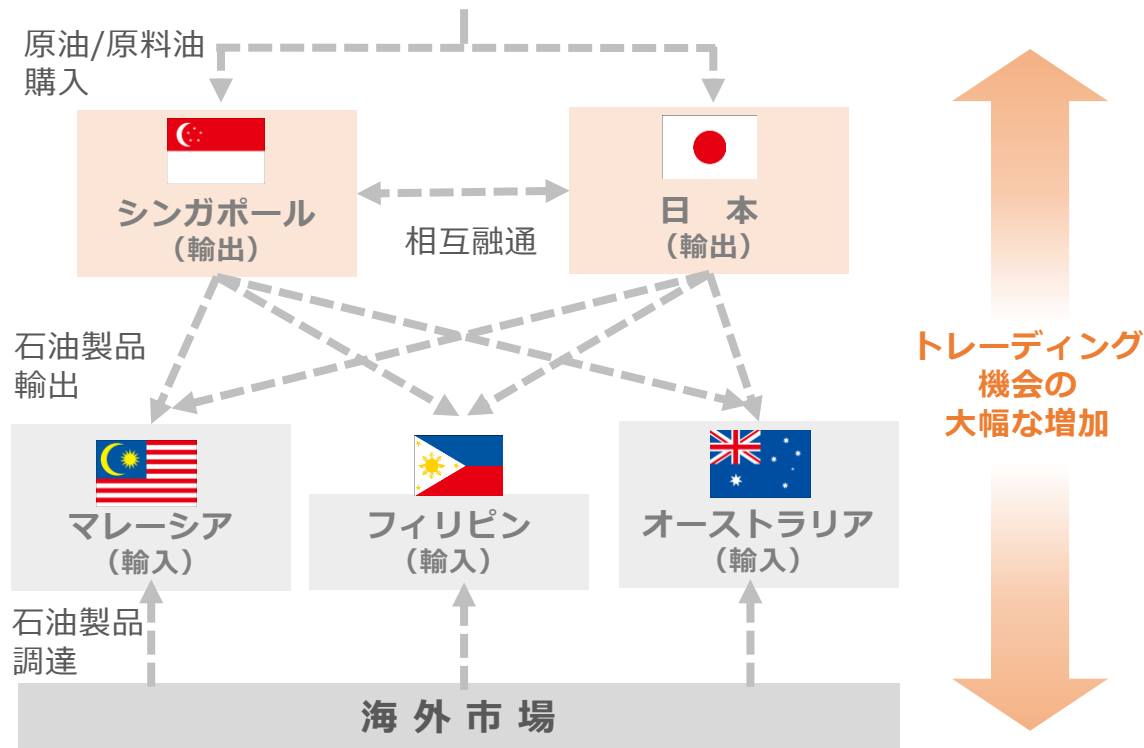 原油/原料油
購入
シンガポール
（輸出）
日　本
（輸出）
相互融通
石油製品
輸出
トレーディング
機会の
大幅な増加
マレーシア
（輸入）
フィリピン
（輸入）
オーストラリア
（輸入）
石油製品
調達
海 外 市 場